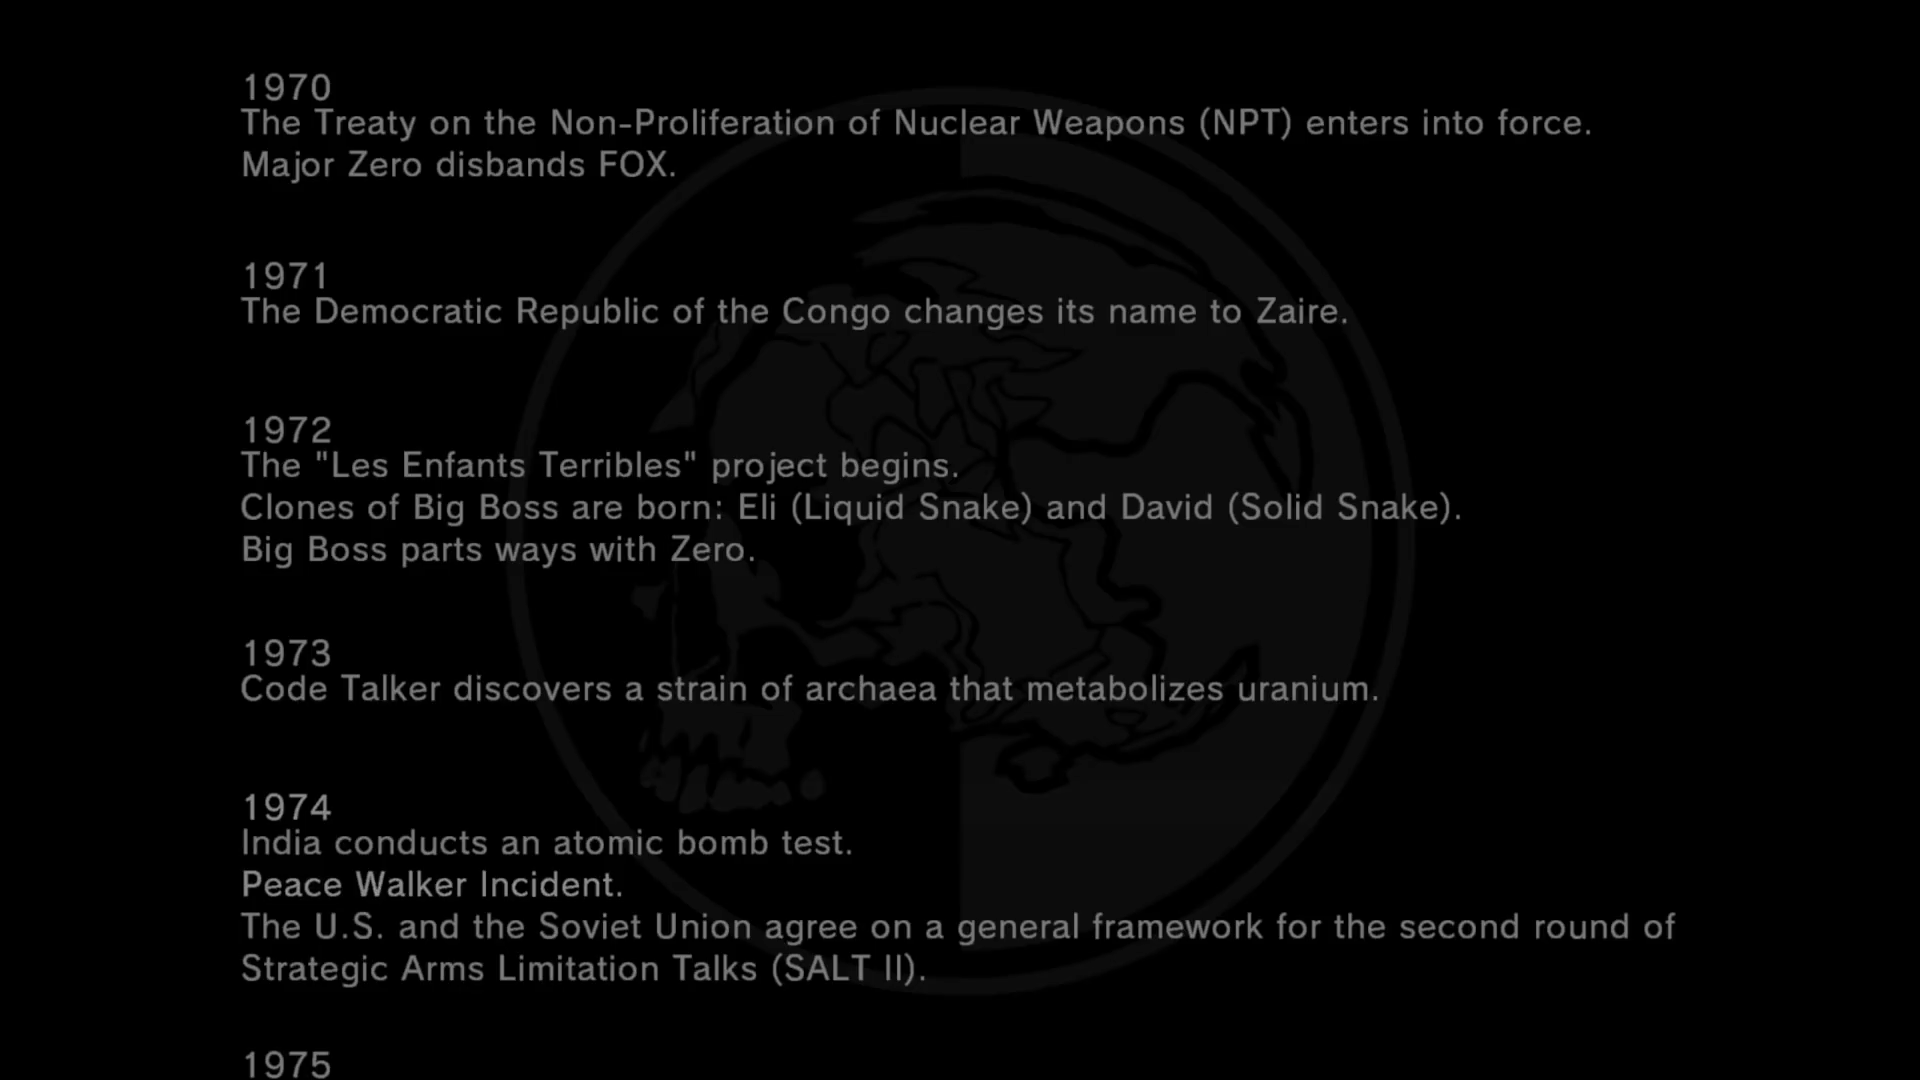 1970
The Treaty on the Non-Proliferation of Nuclear Weapons (NPT) enters into force.
Major Zero disbands FOX.
1971
The Democratic Republic of the Congo changes its name to Zaire.
1972
The "Les Enfants Terribles" project begins.
Clones of Big Boss are born: Eli (Liquid Snake) and David (Solid Snake).
Big Boss parts ways with Zero.
1973
Code Talker discovers a strain of archaea that metabolizes uranium.
1974
India conducts an atomic bomb test.
Peace Walker Incident.
The U.S. and the Soviet Union agree on a general framework for the second round of
Strategic Arms Limitation Talks (SALT II).
1975